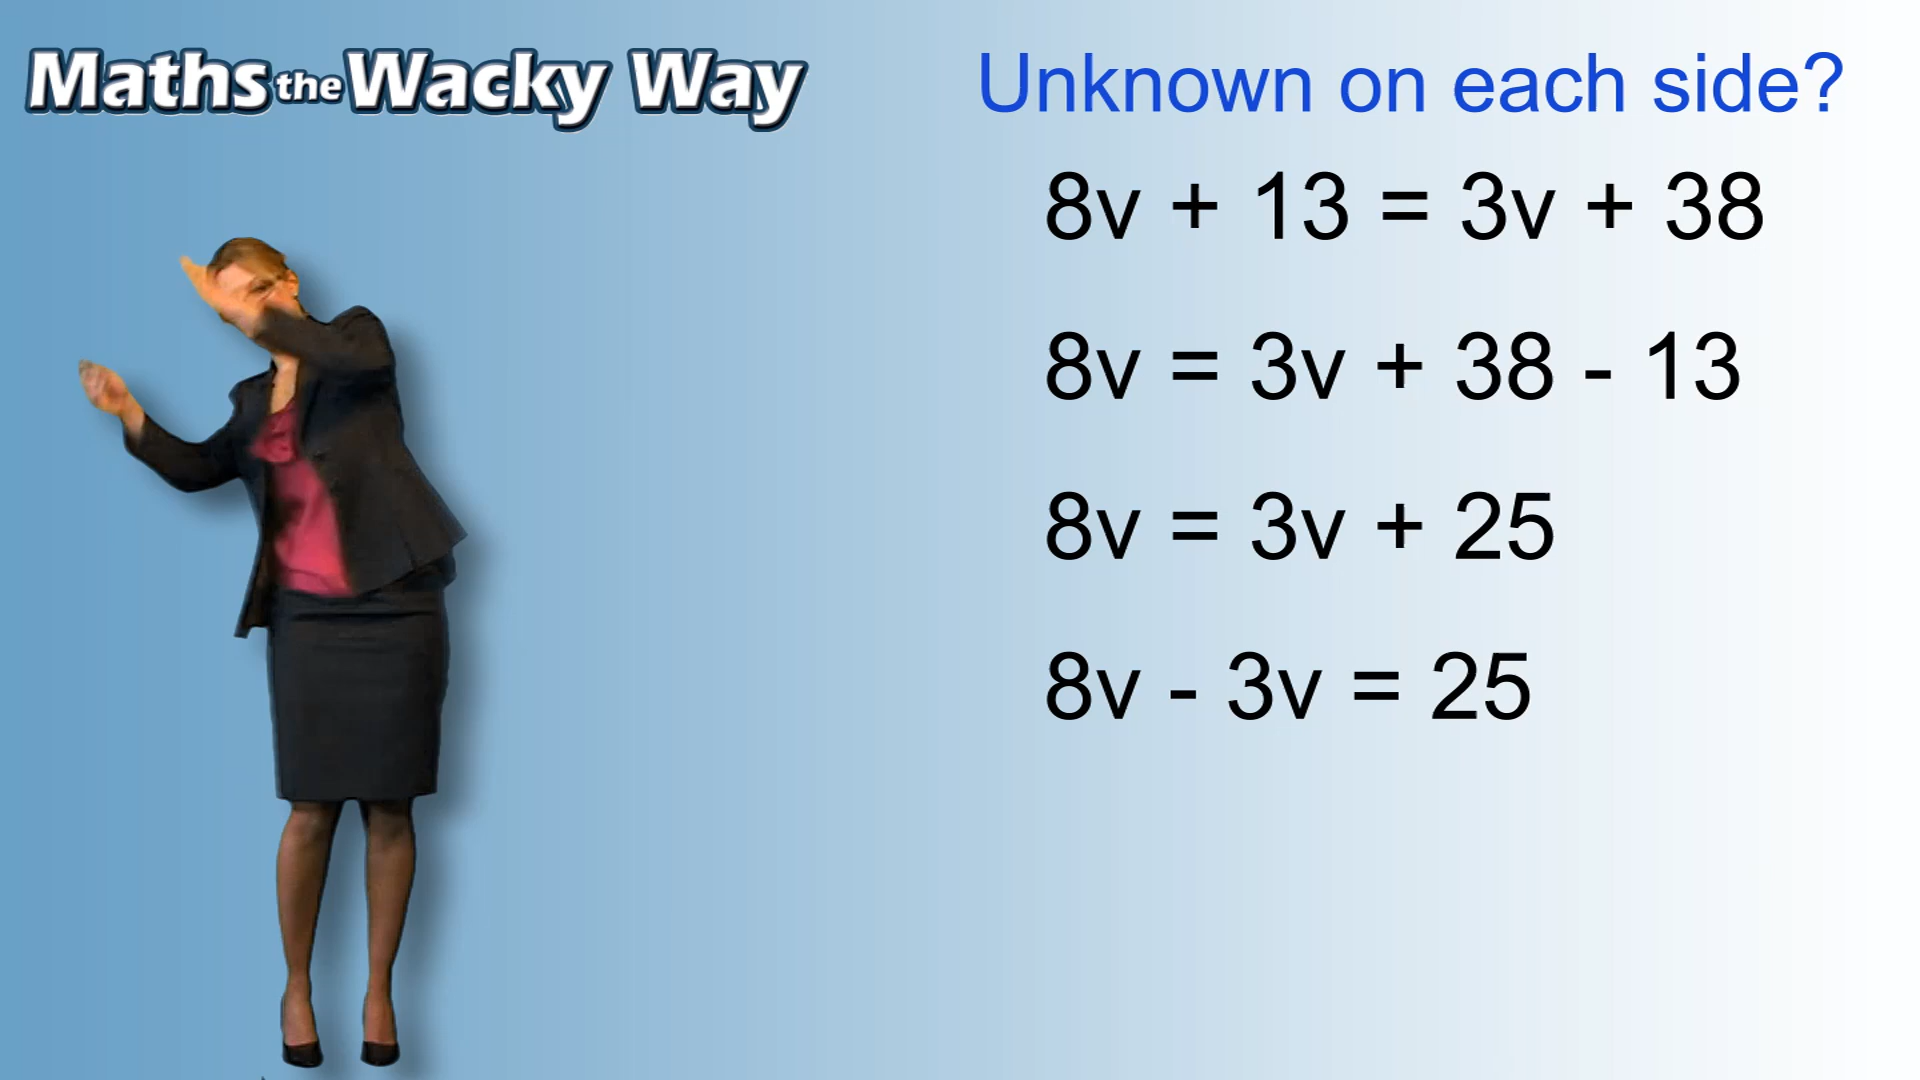 Maths the Wacky Way
Unknown on each side?
8v + 13 = 3v + 38
8v = 3v + 38 - 13
8v = 3v + 25
8v - 3v = 25